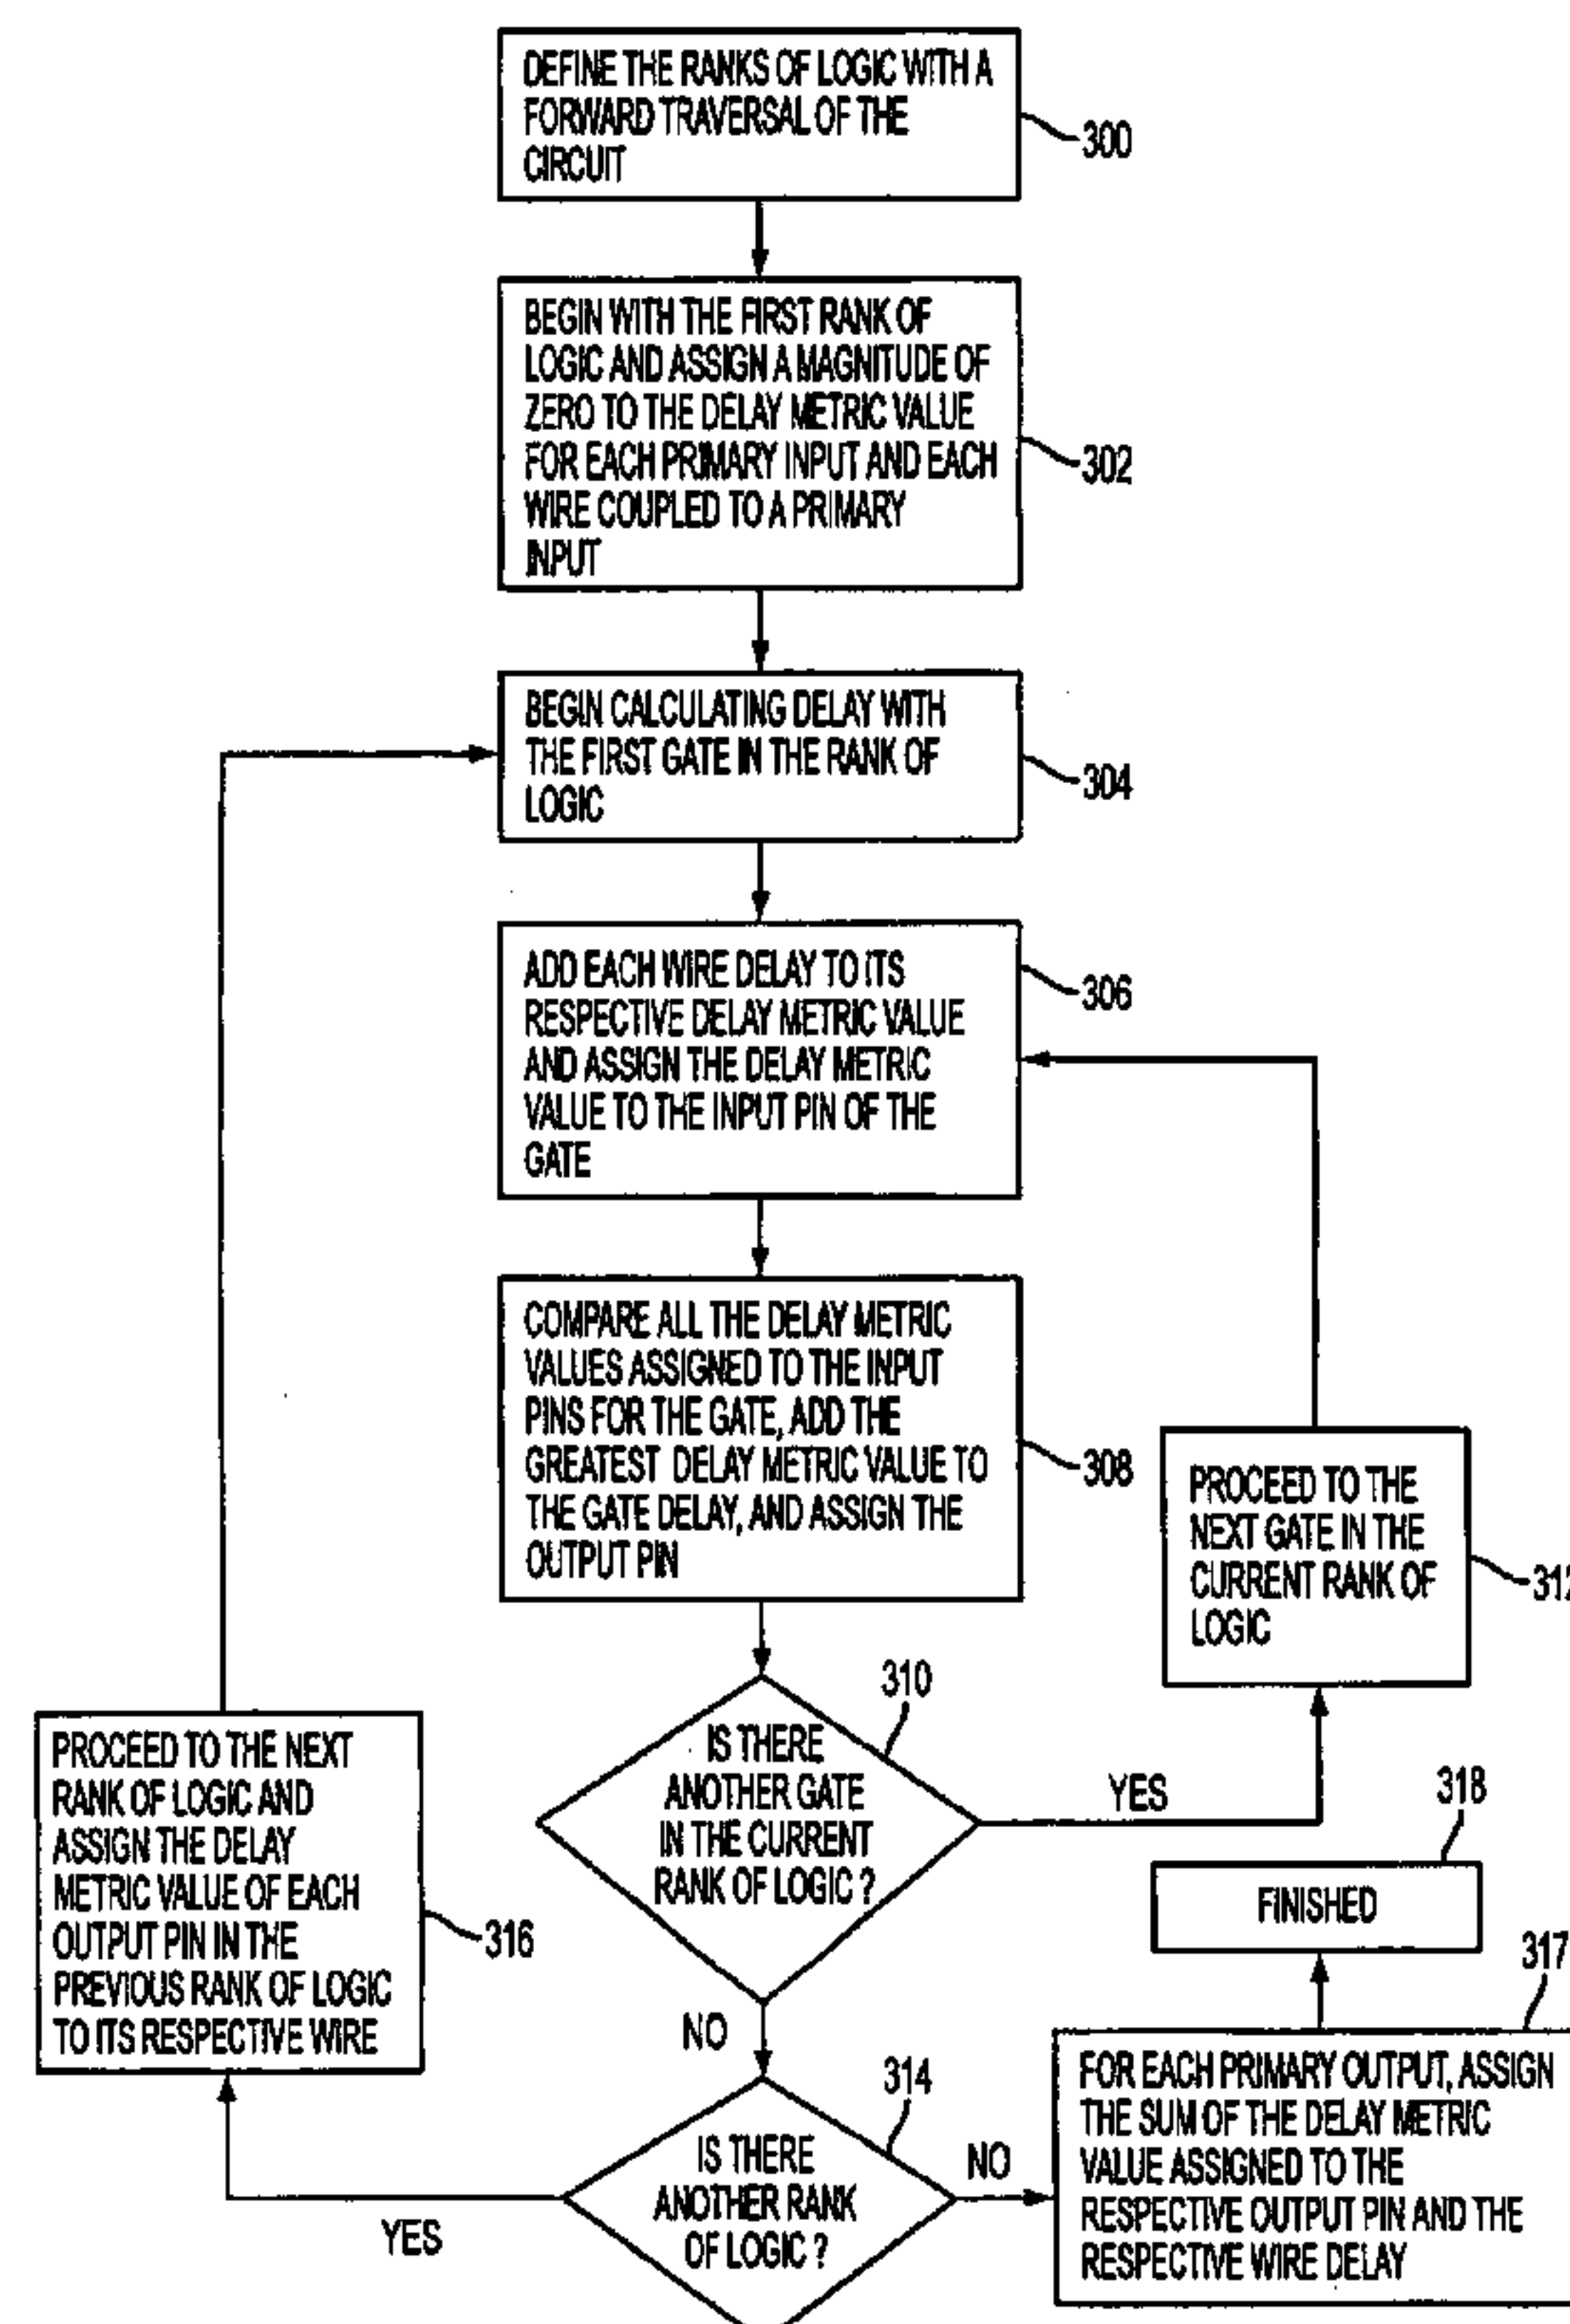 DEFINE THE RANKS OF LOGIC WITH A
FORWARD TRAVERSAL OF THE
CIRCUIT
300
BEGIN WITH THE FIRST RANK OF
LOGIC AND ASSIGN A MAGNITUDE OF
ZERO TO THE DELAY METRIC VALUE
FOR EACH PRIMARY INPUT AND EACH
WIRE COUPLED TO A PRIMARY
INPUT
302
BEGIN CALCULATING DELAY WITH
THE FIRST GATE IN THE RANK OF
LOGIC
304
ADD EACH WIRE DELAY TO ITS
RESPECTIVE DELAY METRIC VALUE
AND ASSIGN THE DELAY METRIC
VALUE TO THE INPUT PIN OF THE
GATE
306
COMPARE ALL THE DELAY METRIC
VALUES ASSIGNED TO THE INPUT
PINS FOR THE GATE, ADD THE
GREATEST DELAY METRIC VALUE TO
THE GATE DELAY, AND ASSIGN THE
OUTPUT PIN
308
PROCEED TO THE
NEXT GATE IN THE
CURRENT RANK OF
LOGIC
312
310
IS THERE
ANOTHER GATE
IN THE CURRENT
RANK OF LOGIC ?
YES
NO
PROCEED TO THE NEXT
RANK OF LOGIC AND
ASSIGN THE DELAY
METRIC VALUE OF EACH
OUTPUT PIN IN THE
PREVIOUS RANK OF LOGIC
TO ITS RESPECTIVE WIRE
316
318
FINISHED
317
314
IS THERE
ANOTHER RANK
OF LOGIC ?
YES
NO
FOR EACH PRIMARY OUTPUT, ASSIGN
THE SUM OF THE DELAY METRIC
VALUE ASSIGNED TO THE
RESPECTIVE OUTPUT PIN AND THE
RESPECTIVE WIRE DELAY